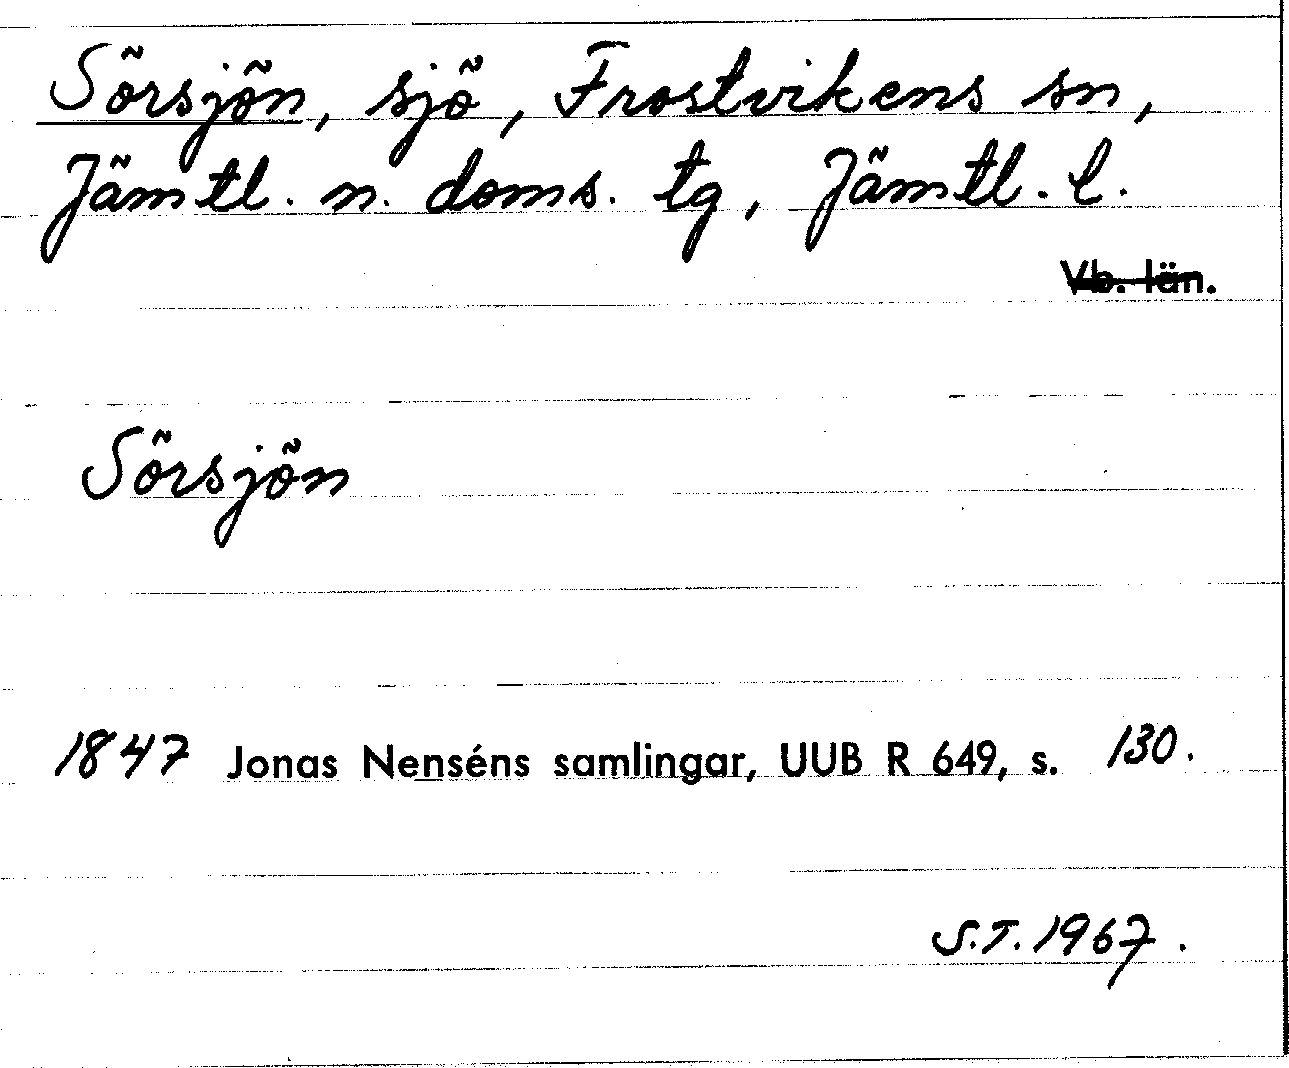 Sörsjön, sjö, Frostvikens sn,
Jämtl. n. doms. tg, Jämtl. l.
Vb. län.
Sörsjön
1847 Jonas Nenséns samlingar, UUB R 649, s. 130.
S.T. 1967.